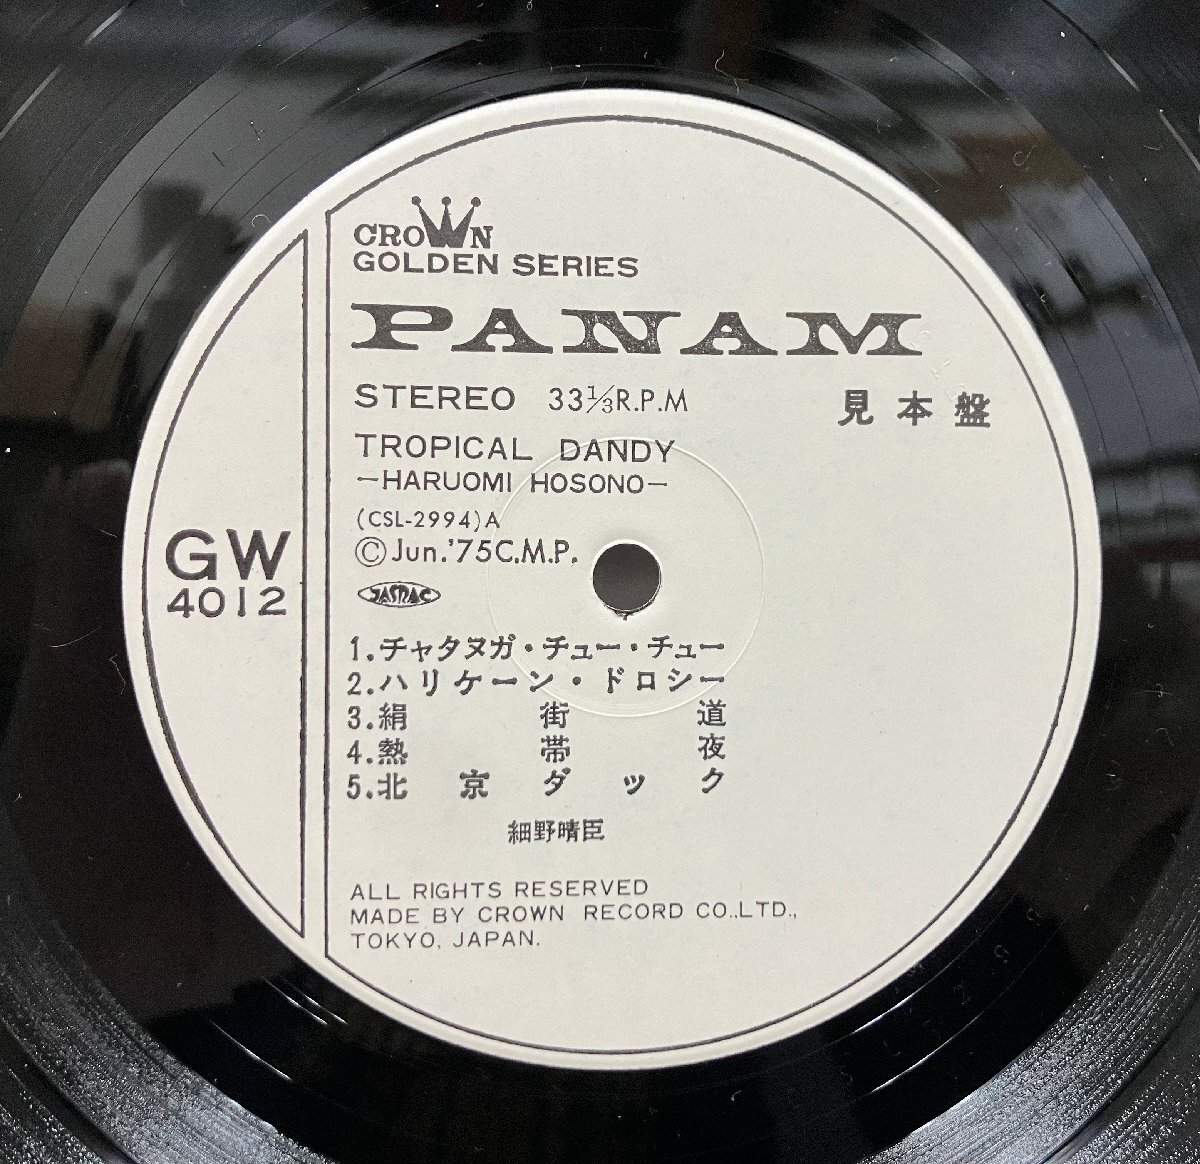 CROWN
GOLDEN SERIES
PANAM
STEREO 33⅓R.P.M
見本盤
TROPICAL DANDY
—HARUOMI HOSONO—
(CSL-2994)A
©Jun.'75C.M.P.
JASRAC
GW
4012
1.チャタヌガ・チュー・チュー
2.ハリケーン・ドロシー
3.絹街道
4.熱帯夜
5.北京ダック
細野晴臣
ALL RIGHTS RESERVED
MADE BY CROWN RECORD CO.,LTD.,
TOKYO, JAPAN.